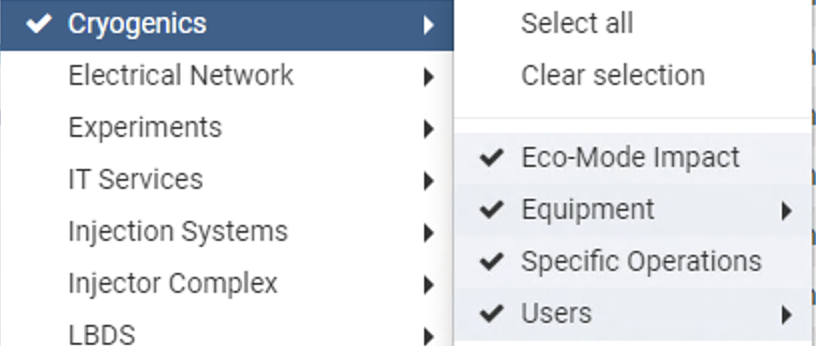 Cryogenics
Electrical Network
Experiments
IT Services
Injection Systems
Injector Complex
LBDS
Select all
Clear selection
Eco-Mode Impact
Equipment
Specific Operations
Users